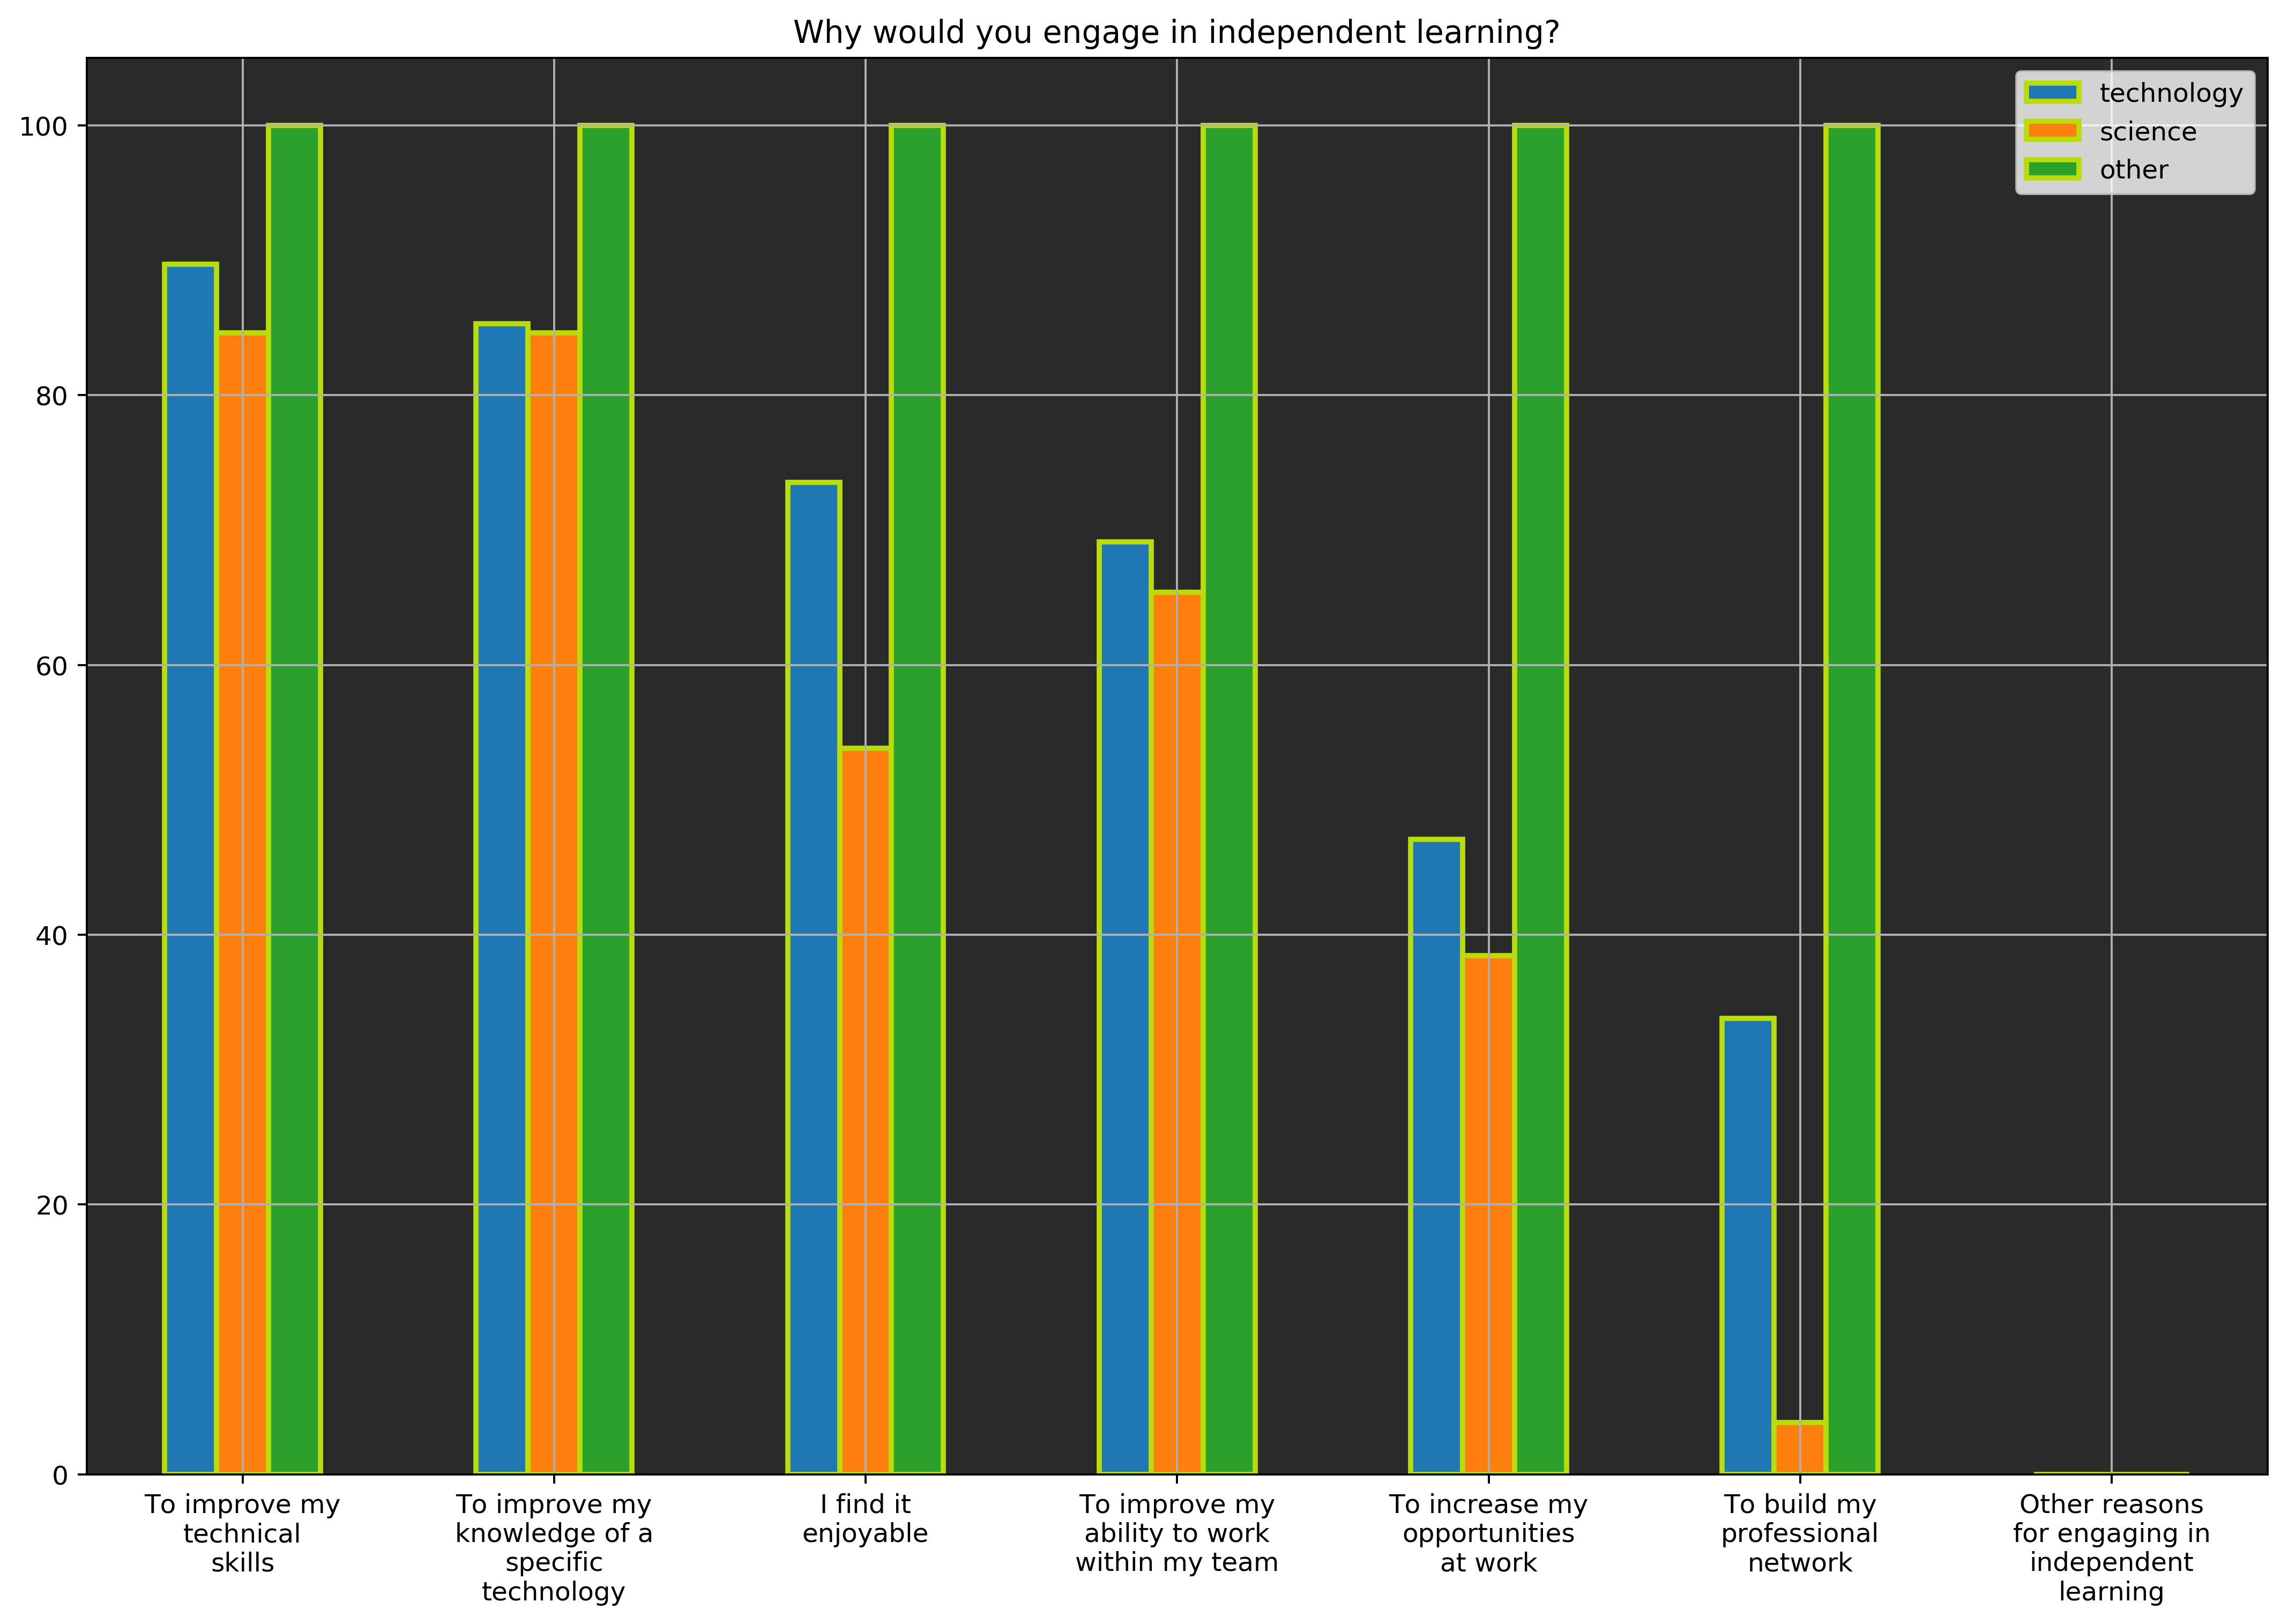 Why would you engage in independent learning?
technology
science
other
100
80
60
40
20
0
To improve my
technical
skills
To improve my
knowledge of a
specific
technology
I find it
enjoyable
To improve my
ability to work
within my team
To increase my
opportunities
at work
To build my
professional
network
Other reasons
for engaging in
independent
learning